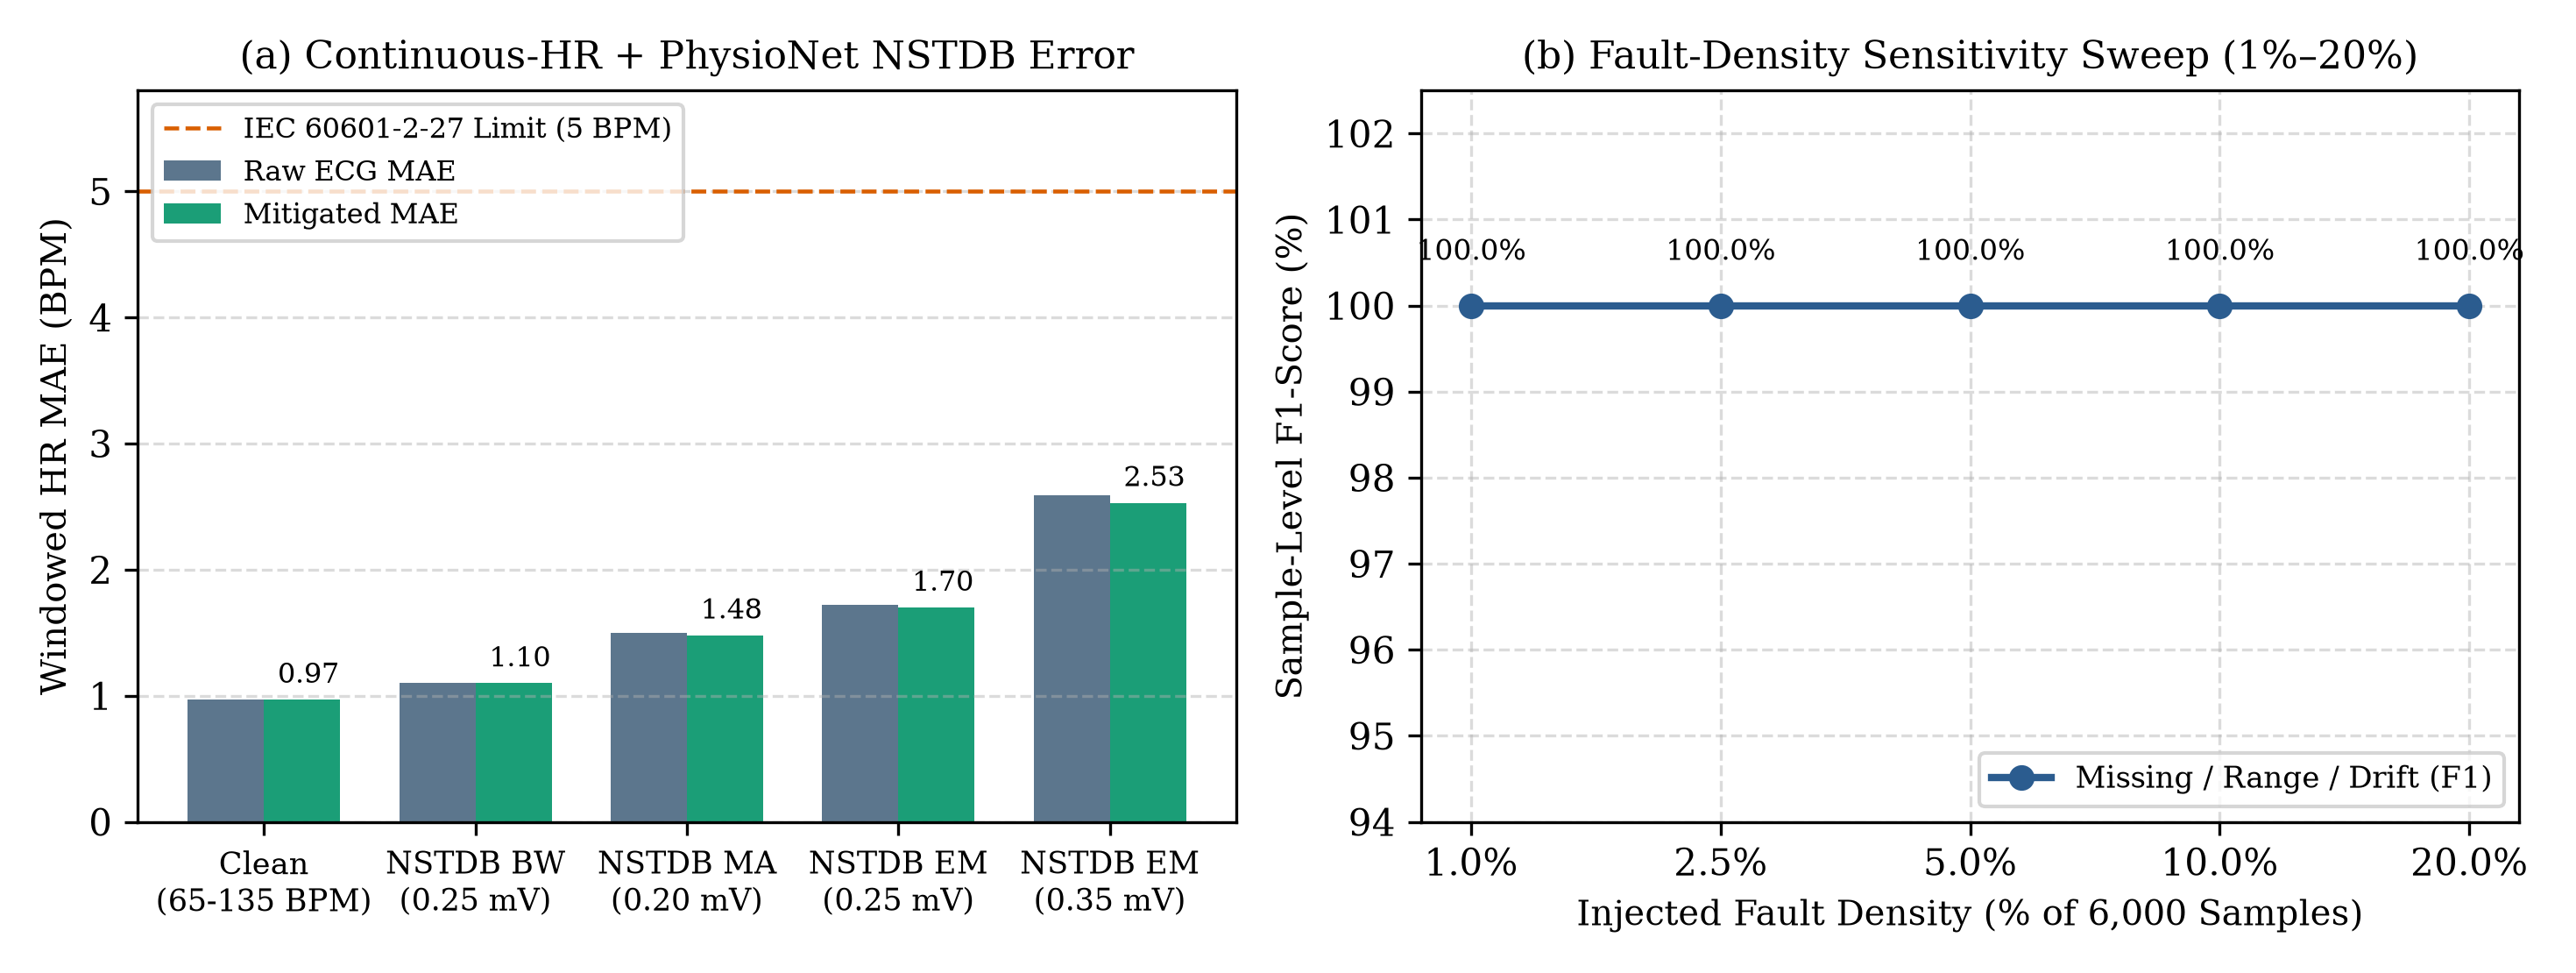 (a) Continuous-HR + PhysioNet NSTDB Error
IEC 60601-2-27 Limit (5 BPM)
Raw ECG MAE
Mitigated MAE
Windowed HR MAE (BPM)
5
4
3
2
1
0
0.97
1.10
1.48
1.70
2.53
Clean
(65-135 BPM)
NSTDB BW
(0.25 mV)
NSTDB MA
(0.20 mV)
NSTDB EM
(0.25 mV)
NSTDB EM
(0.35 mV)
(b) Fault-Density Sensitivity Sweep (1%–20%)
Sample-Level F1-Score (%)
102
101
100
99
98
97
96
95
94
100.0%
100.0%
100.0%
100.0%
100.0%
Missing / Range / Drift (F1)
1.0%
2.5%
5.0%
10.0%
20.0%
Injected Fault Density (% of 6,000 Samples)